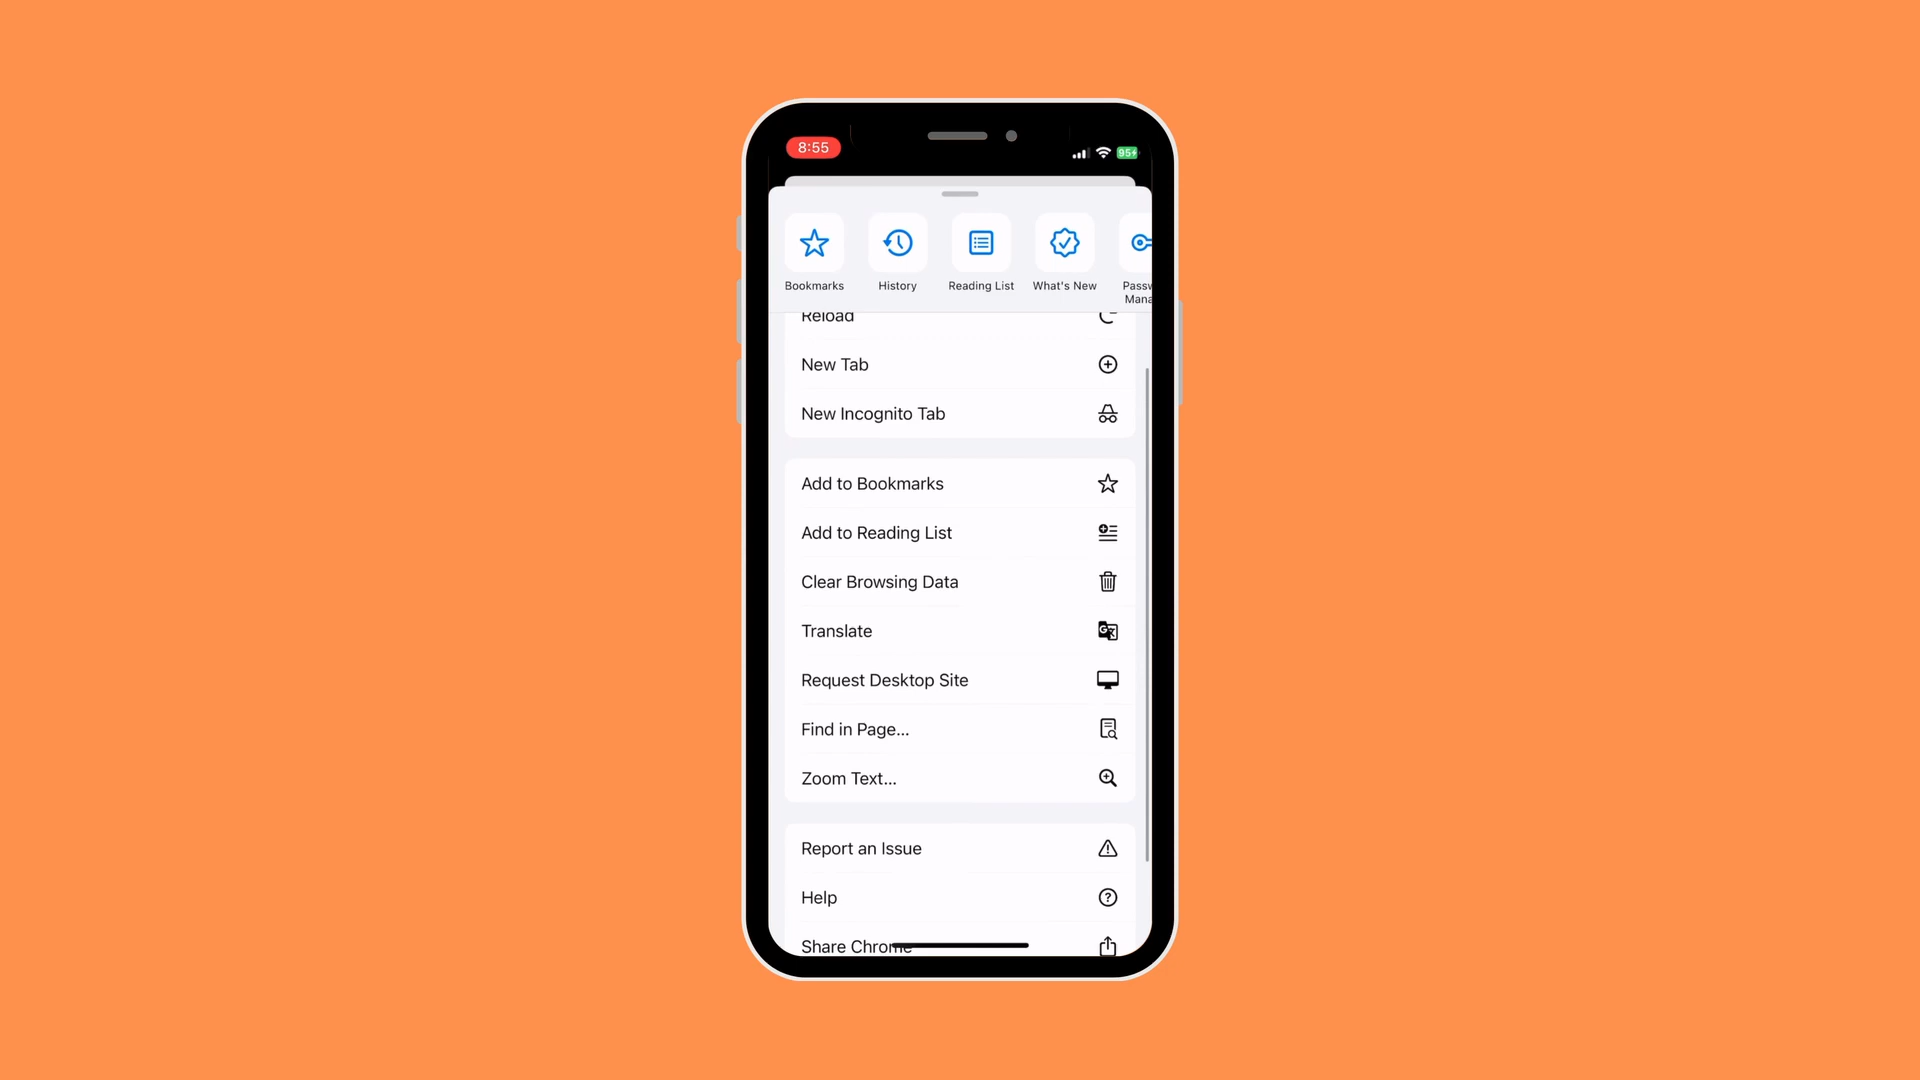 8:55
95
Bookmarks
History
Reading List
What's New
Passw
Mana
Reload
New Tab
New Incognito Tab
Add to Bookmarks
Add to Reading List
Clear Browsing Data
Translate
Request Desktop Site
Find in Page...
Zoom Text...
Report an Issue
Help
Share Chrome